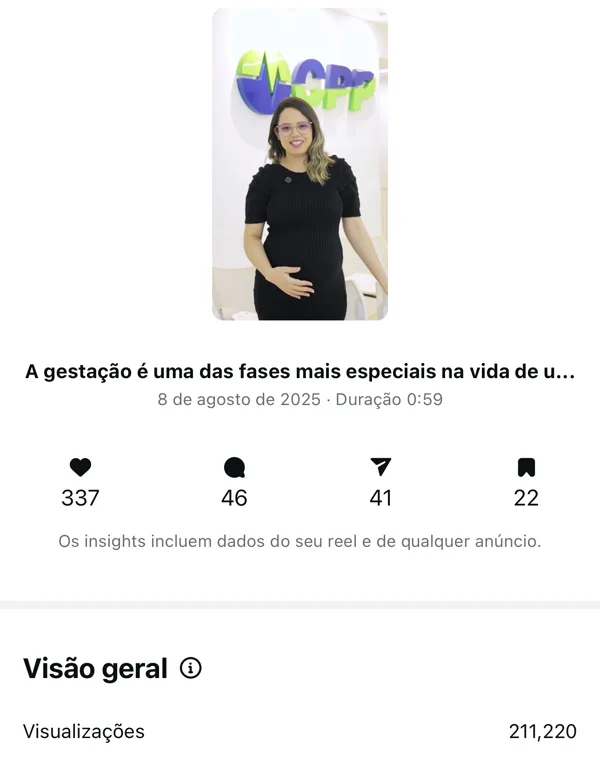 CPP
A gestação é uma das fases mais especiais na vida de u...
8 de agosto de 2025 · Duração 0:59
337 46 41 22
Os insights incluem dados do seu reel e de qualquer anúncio.
Visão geral
Visualizações 211,220